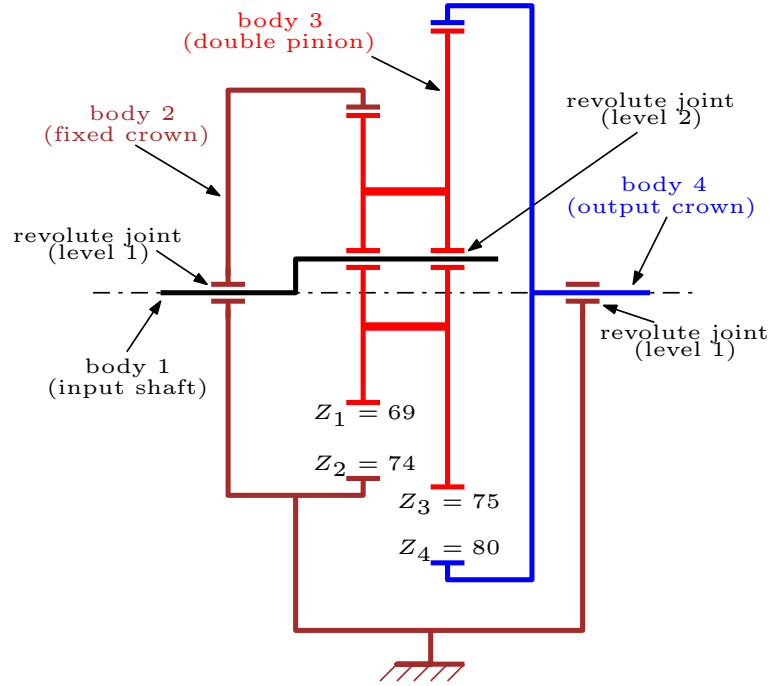 body 3
(double pinion)
revolute joint
(level 2)
body 2
(fixed crown)
body 4
(output crown)
revolute joint
(level 1)
revolute joint
(level 1)
body 1
(input shaft)
Z₁ = 69
Z₂ = 74
Z₃ = 75
Z₄ = 80